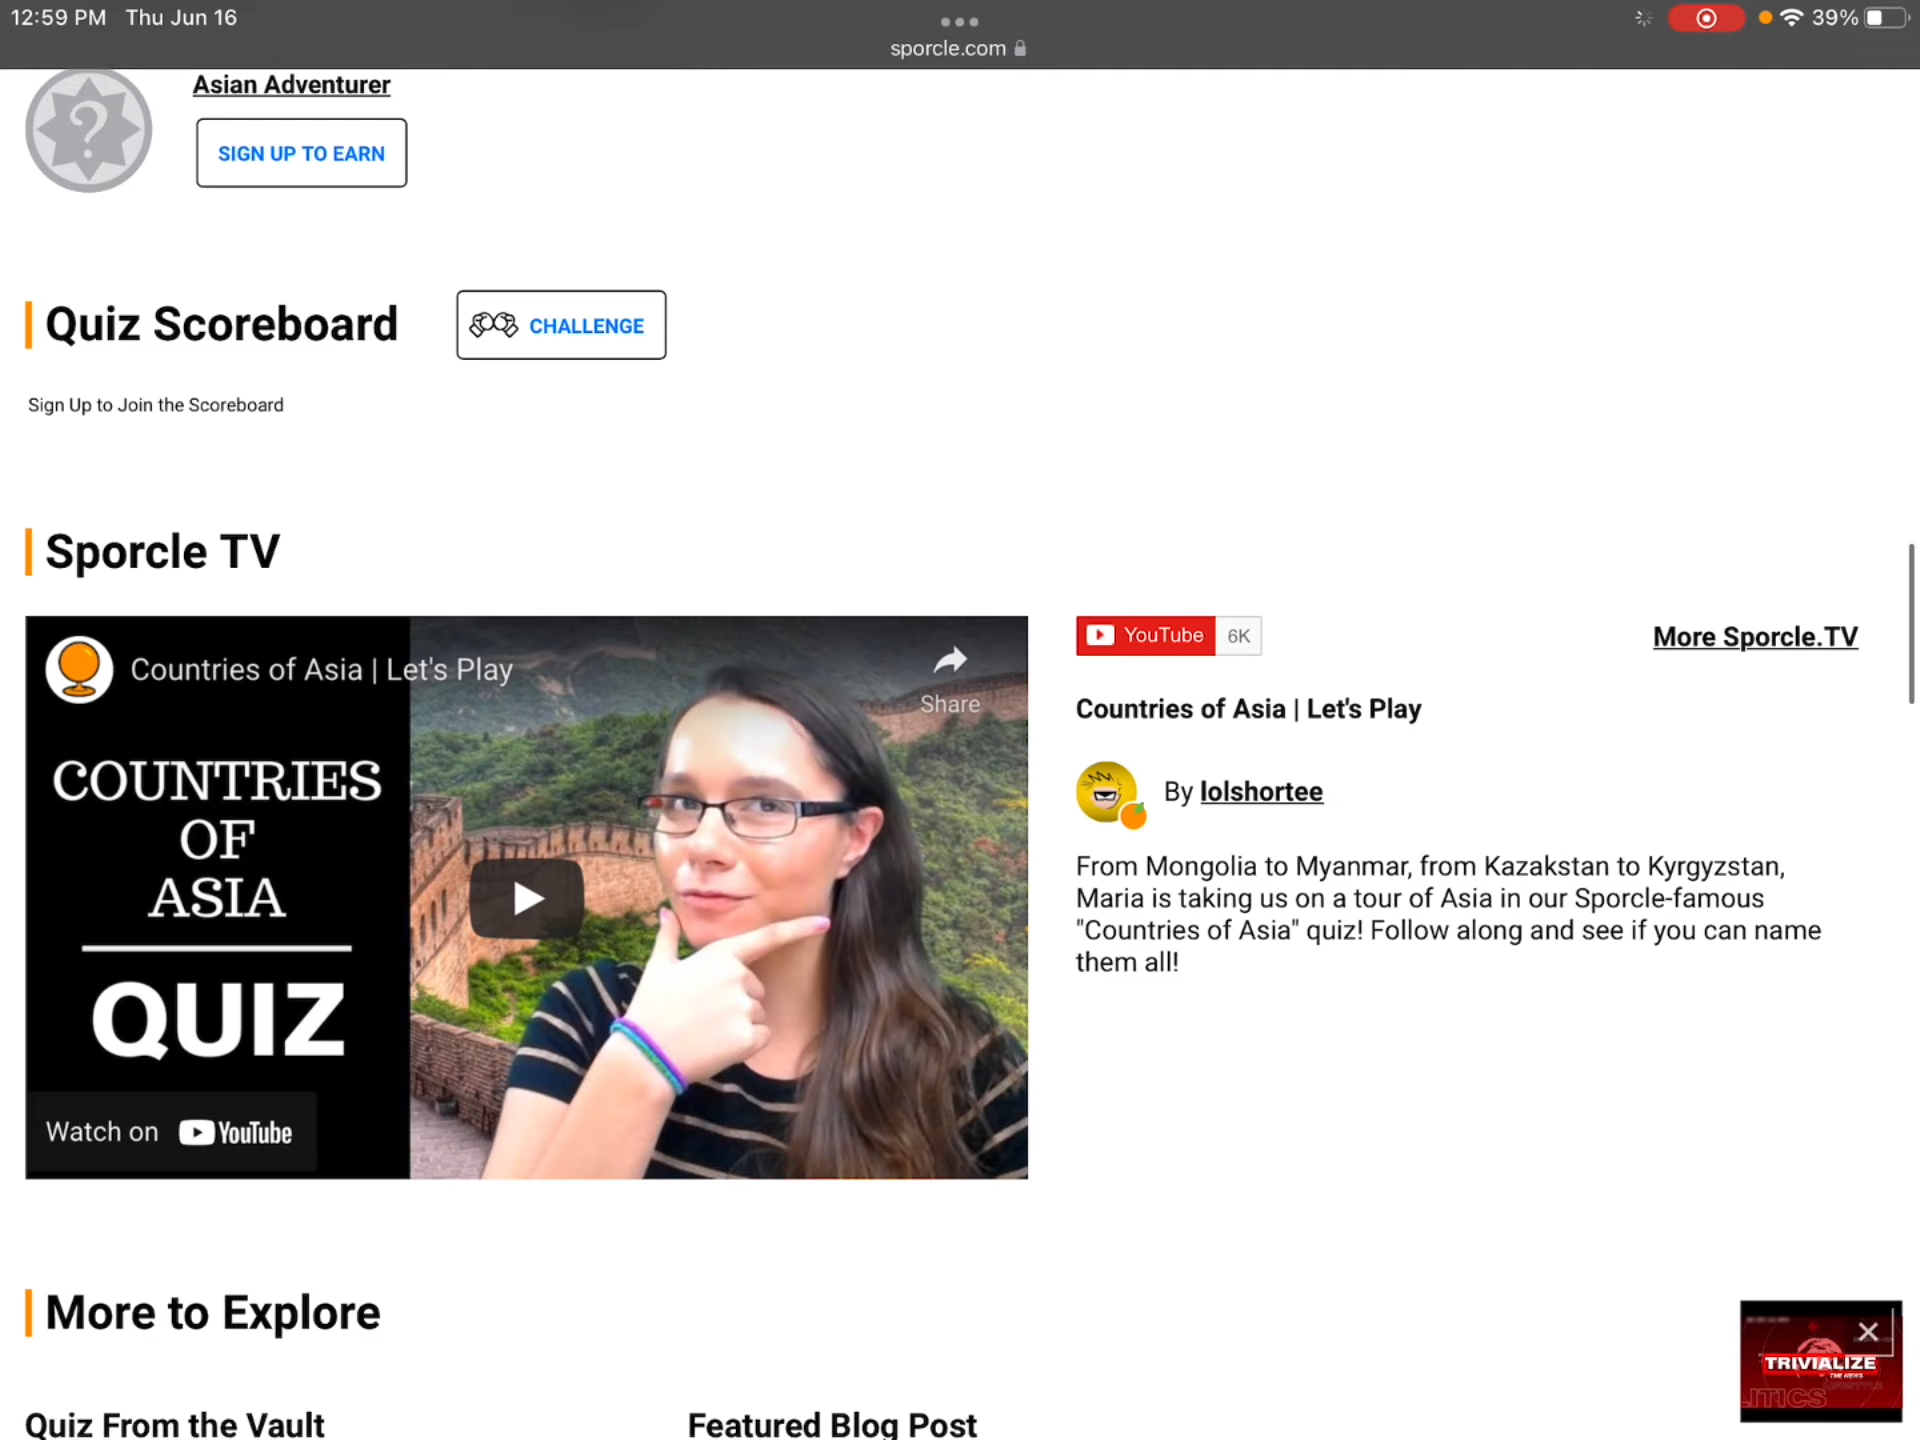 12:59 PM Thu Jun 16
39%
sporcle.com
Asian Adventurer
SIGN UP TO EARN
Quiz Scoreboard
CHALLENGE
Sign Up to Join the Scoreboard
Sporcle TV
Countries of Asia | Let's Play
Share
COUNTRIES
OF
ASIA
QUIZ
Watch on YouTube
YouTube 6K
More Sporcle.TV
Countries of Asia | Let's Play
By lolshortee
From Mongolia to Myanmar, from Kazakstan to Kyrgyzstan,
Maria is taking us on a tour of Asia in our Sporcle-famous
"Countries of Asia" quiz! Follow along and see if you can name
them all!
More to Explore
TRIVIALIZE
THE NEWS
LITICS
Quiz From the Vault
Featured Blog Post